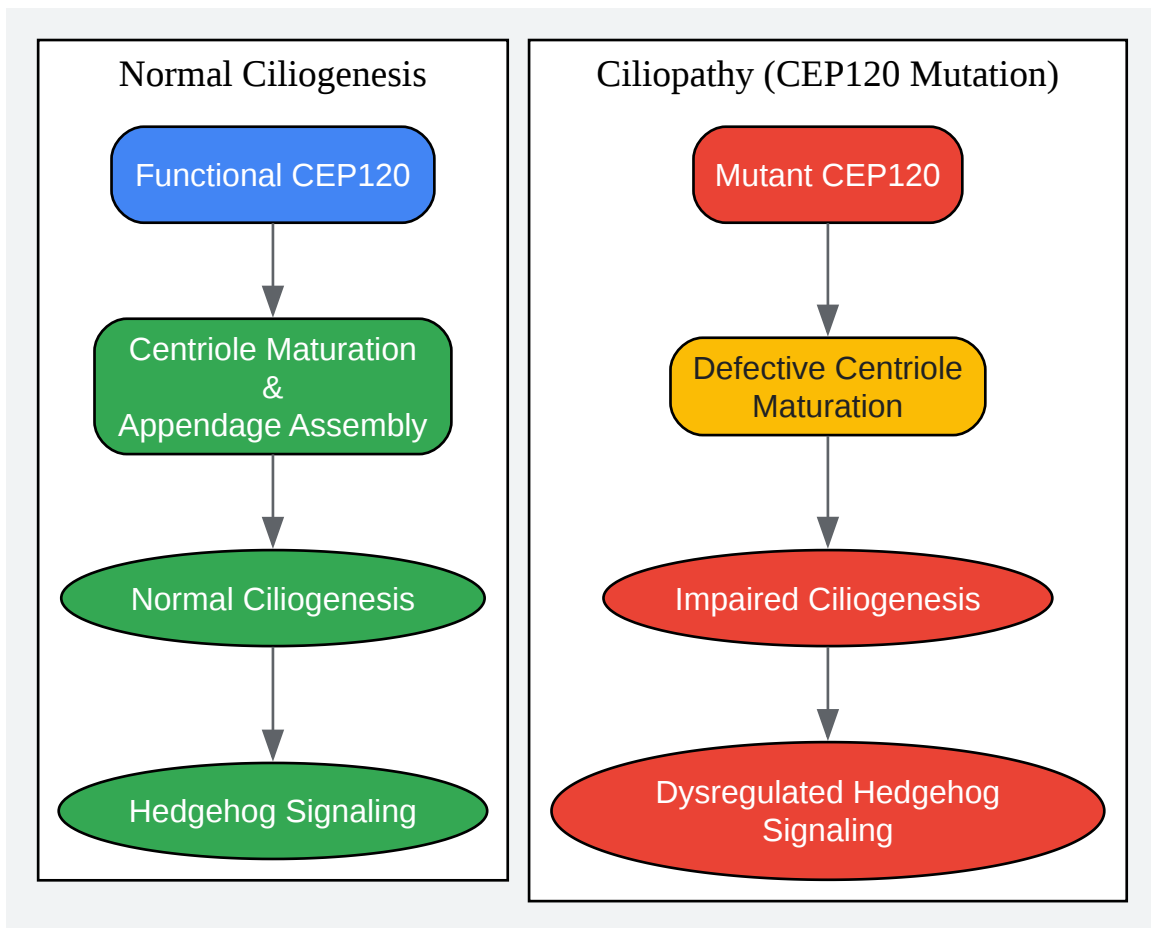 Normal Ciliogenesis
Functional CEP120
Centriole Maturation
&
Appendage Assembly
Normal Ciliogenesis
Hedgehog Signaling
Ciliopathy (CEP120 Mutation)
Mutant CEP120
Defective Centriole
Maturation
Impaired Ciliogenesis
Dysregulated Hedgehog
Signaling